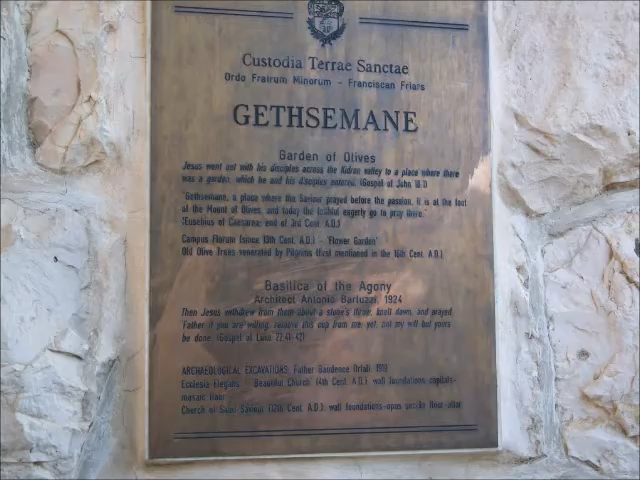 Custodia Terrae Sanctae
Ordo Fratrum Minorum - Franciscan Friars
GETHSEMANE
Garden of Olives
Jesus went out with his disciples across the Kidron valley to a place where there
was a garden, which he and his disciples entered. (Gospel of John 18:1)
"Gethsemane, a place where the Saviour prayed before the passion. It is at the foot
of the Mount of Olives, and today the faithful eagerly go to pray there."
(Eusebius of Caesarea, end of 3rd Cent. A.D.)
Campus Florum (since 10th Cent. A.D.) - "Flower Garden"
Old Olive Trees venerated by Pilgrims (first mentioned in the 16th Cent. A.D.)
Basilica of the Agony
Architect Antonio Barluzzi, 1924
Then Jesus withdrew from them about a stone's throw, knelt down, and prayed,
"Father, if you are willing, remove this cup from me; yet, not my will but yours
be done. (Gospel of Luke 22:41-42)
ARCHAEOLOGICAL EXCAVATIONS: Father Gaudence Orfali,
Ecclesia Elegans - "Beautiful Church" (4th Cent. A.D.): wall foundations-capitals-
mosaic floor
Church of Saint Saviour (12th Cent. A.D.): wall foundations-opus floor-altar